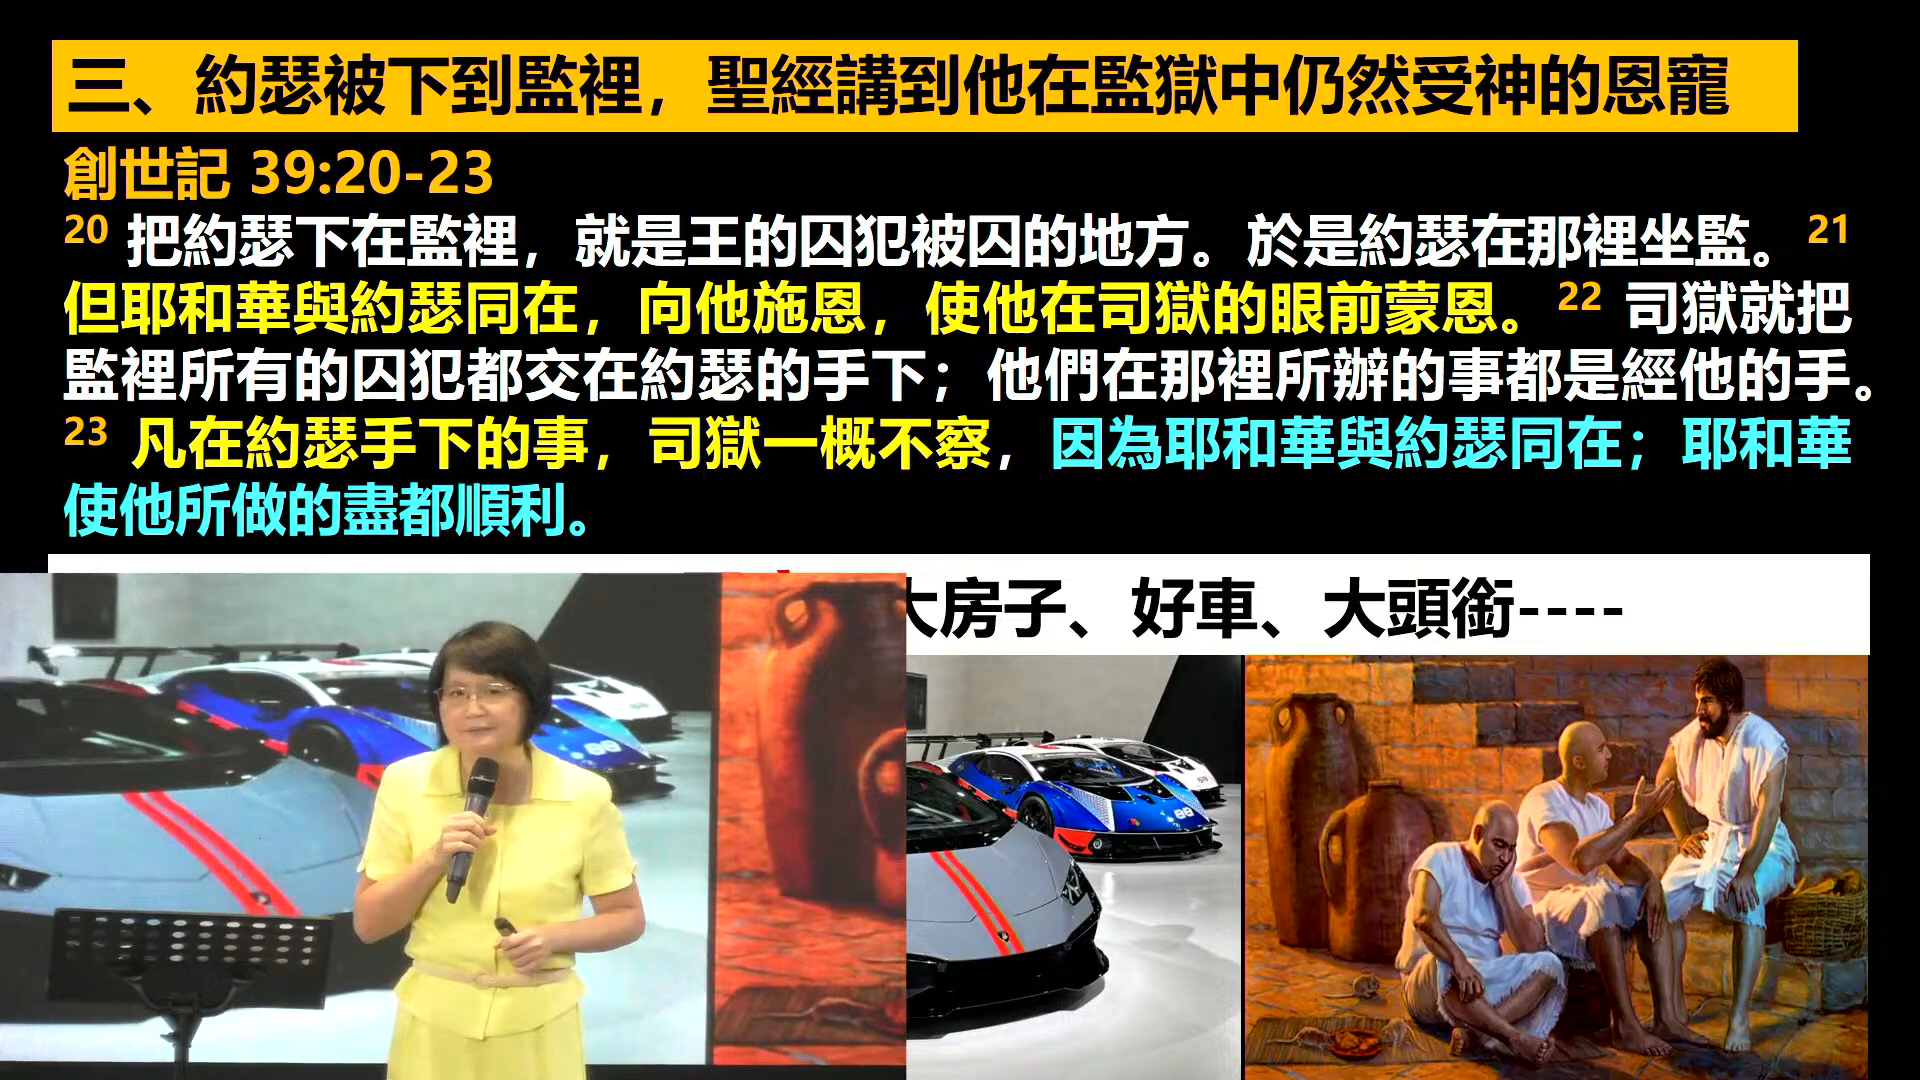 三、約瑟被下到監裡，聖經講到他在監獄中仍然受神的恩寵
創世記 39:20-23
20 把約瑟下在監裡，就是王的囚犯被囚的地方。於是約瑟在那裡坐監。21
但耶和華與約瑟同在，向他施恩，使他在司獄的眼前蒙恩。22 司獄就把
監裡所有的囚犯都交在約瑟的手下；他們在那裡所辦的事都是經他的手。
23 凡在約瑟手下的事，司獄一概不察，因為耶和華與約瑟同在；耶和華
使他所做的盡都順利。
大房子、好車、大頭銜----